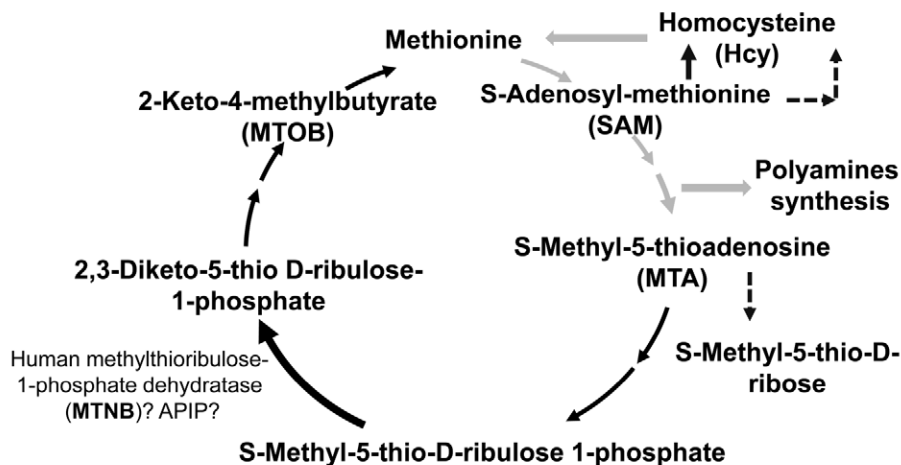 Methionine
Homocysteine
(Hcy)
2-Keto-4-methylbutyrate
(MTOB)
S-Adenosyl-methionine
(SAM)
Polyamines
synthesis
S-Methyl-5-thioadenosine
(MTA)
2,3-Diketo-5-thio D-ribulose-
1-phosphate
S-Methyl-5-thio-D-
ribose
Human methylthioribulose-
1-phosphate dehydratase
(MTNB)? APIP?
S-Methyl-5-thio-D-ribulose 1-phosphate